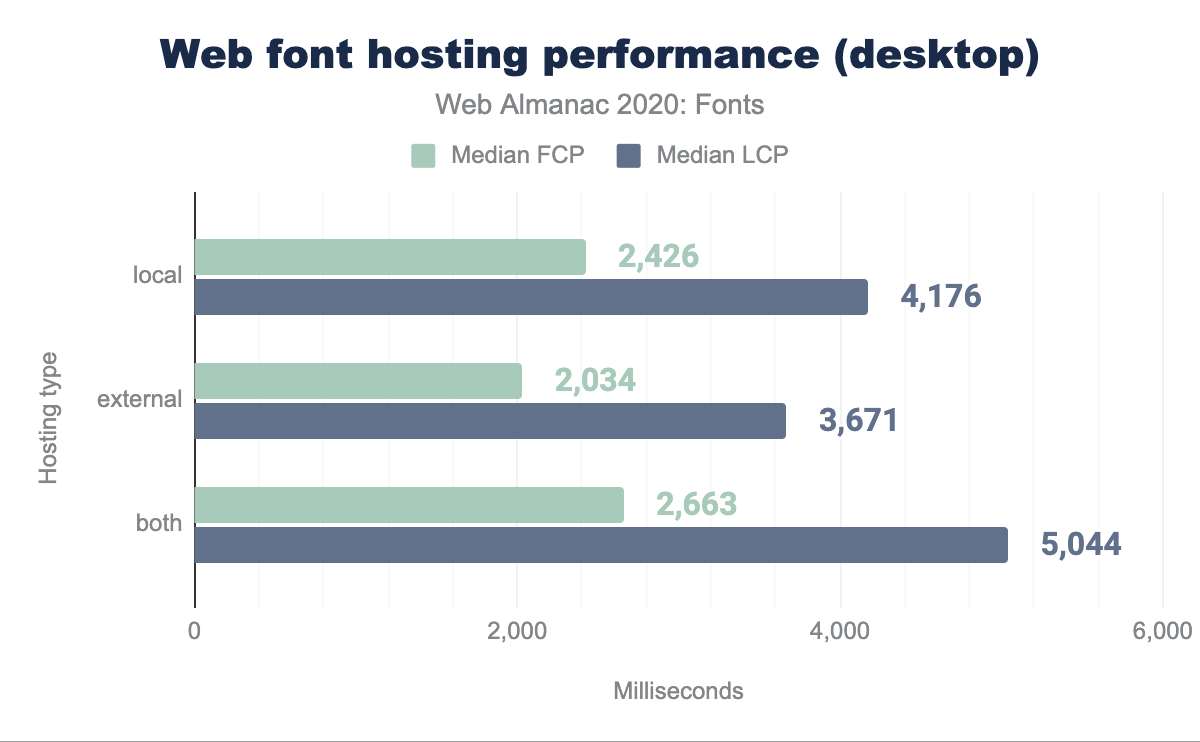 Web font hosting performance (desktop)
Web Almanac 2020: Fonts
Median FCP Median LCP
Hosting type
local
2,426
4,176
external
2,034
3,671
both
2,663
5,044
0 2,000 4,000 6,000
Milliseconds